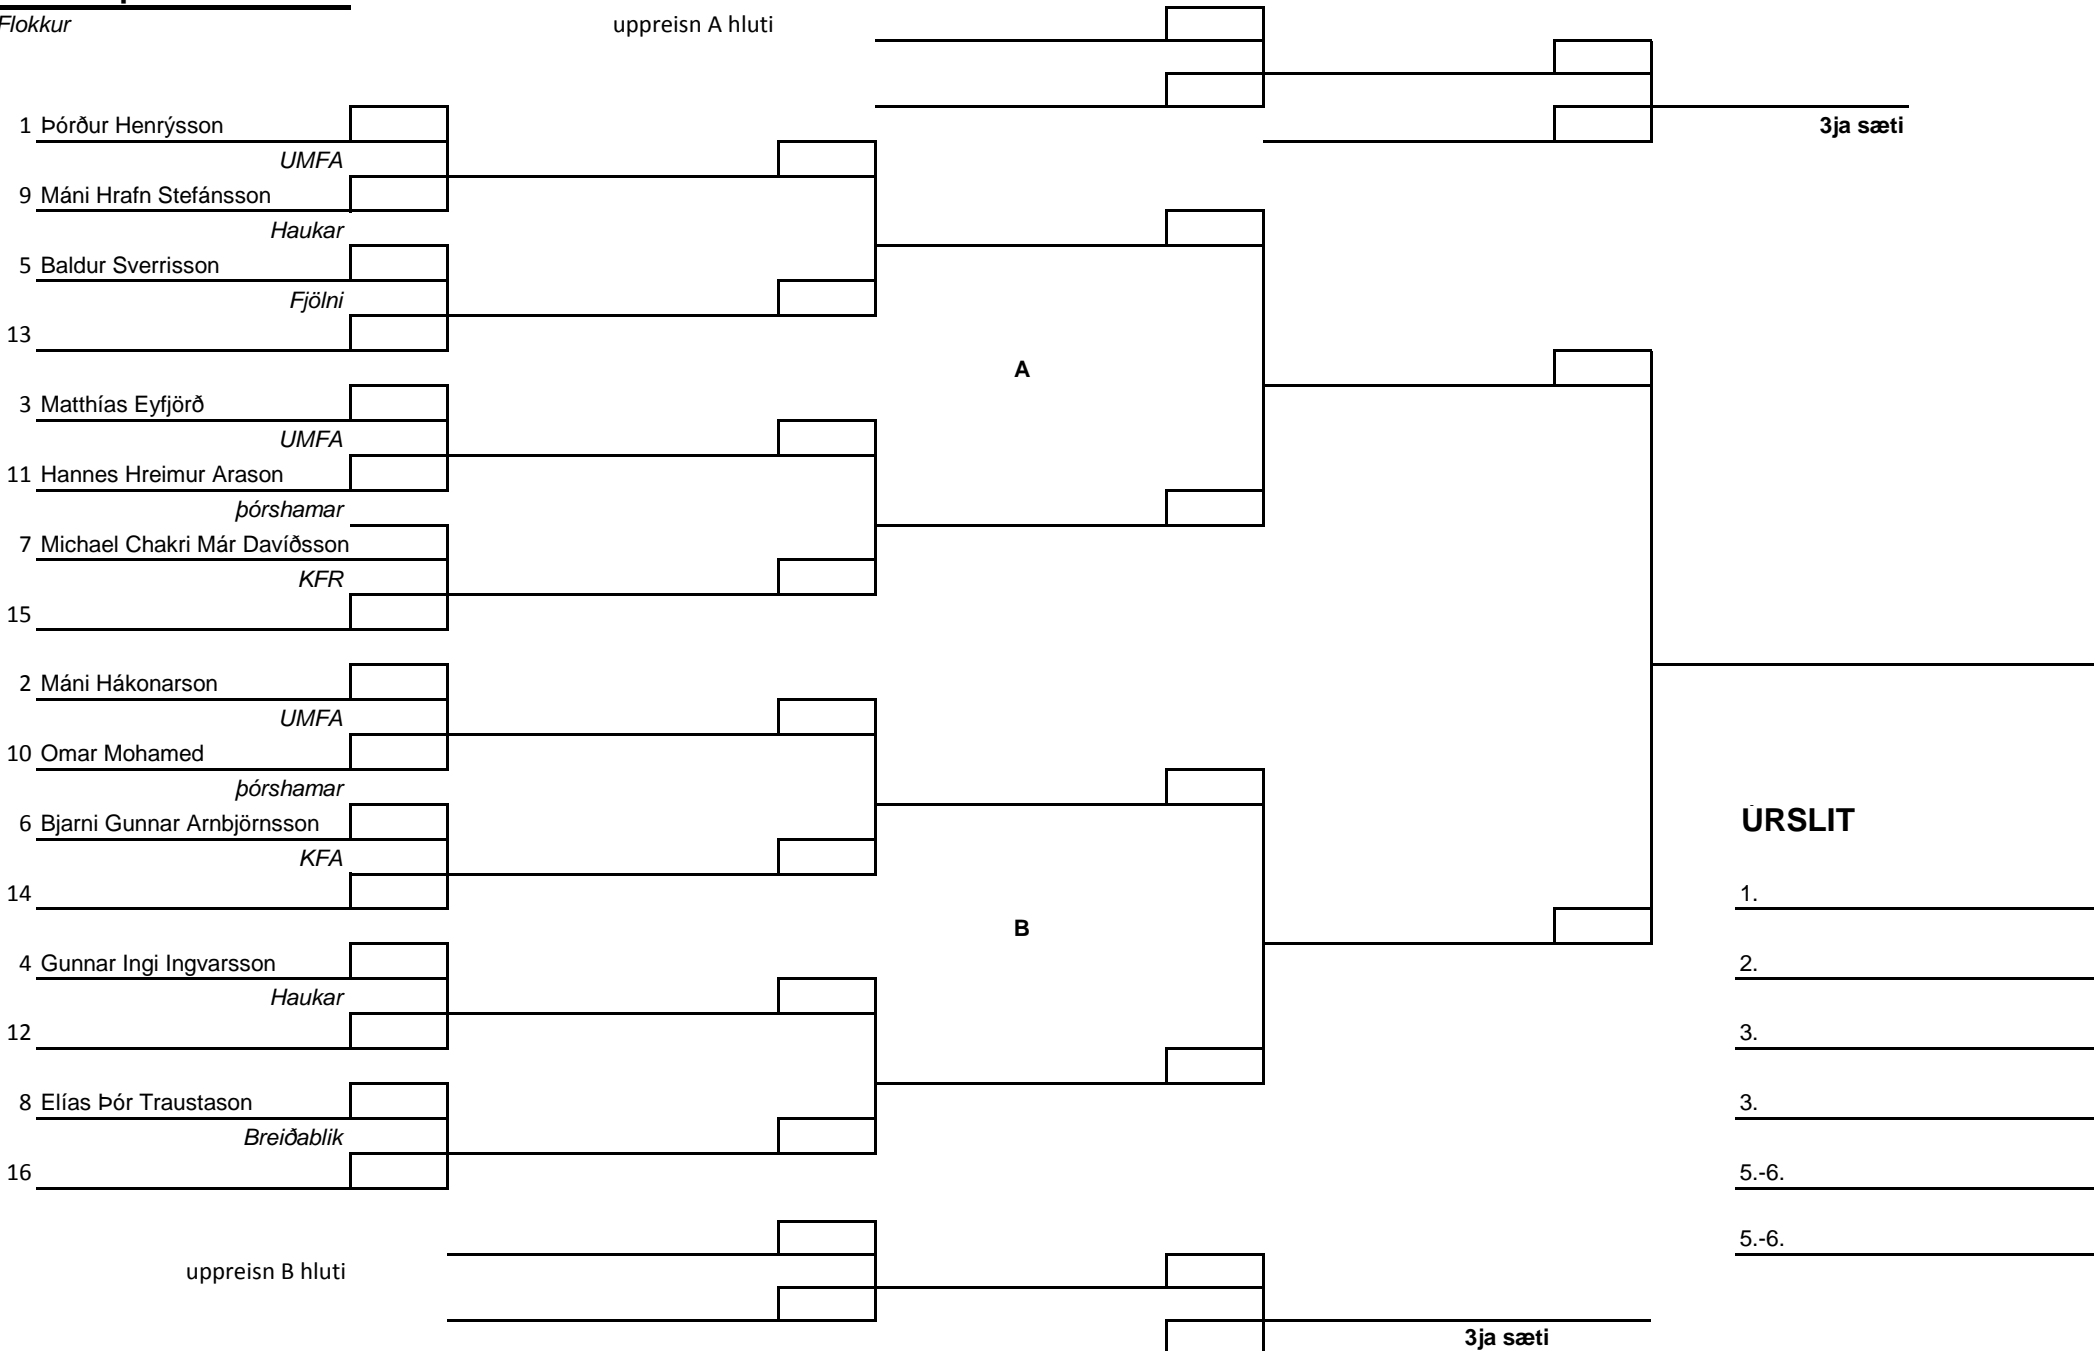 Flokkur
uppreisn A hluti
1 Þórður Henrýsson
3ja sæti
UMFA
9 Máni Hrafn Stefánsson
Haukar
5 Baldur Sverrisson
Fjölni
13
A
3 Matthías Eyfjörð
UMFA
11 Hannes Hreimur Arason
þórshamar
7 Michael Chakri Már Davíðsson
KFR
15
2 Máni Hákonarson
UMFA
10 Omar Mohamed
þórshamar
6 Bjarni Gunnar Arnbjörnsson
ÚRSLIT
KFA
14
1.
B
4 Gunnar Ingi Ingvarsson
2.
Haukar
12
3.
8 Elías Þór Traustason
3.
Breiðablik
16
5.-6.
5.-6.
uppreisn B hluti
3ja sæti